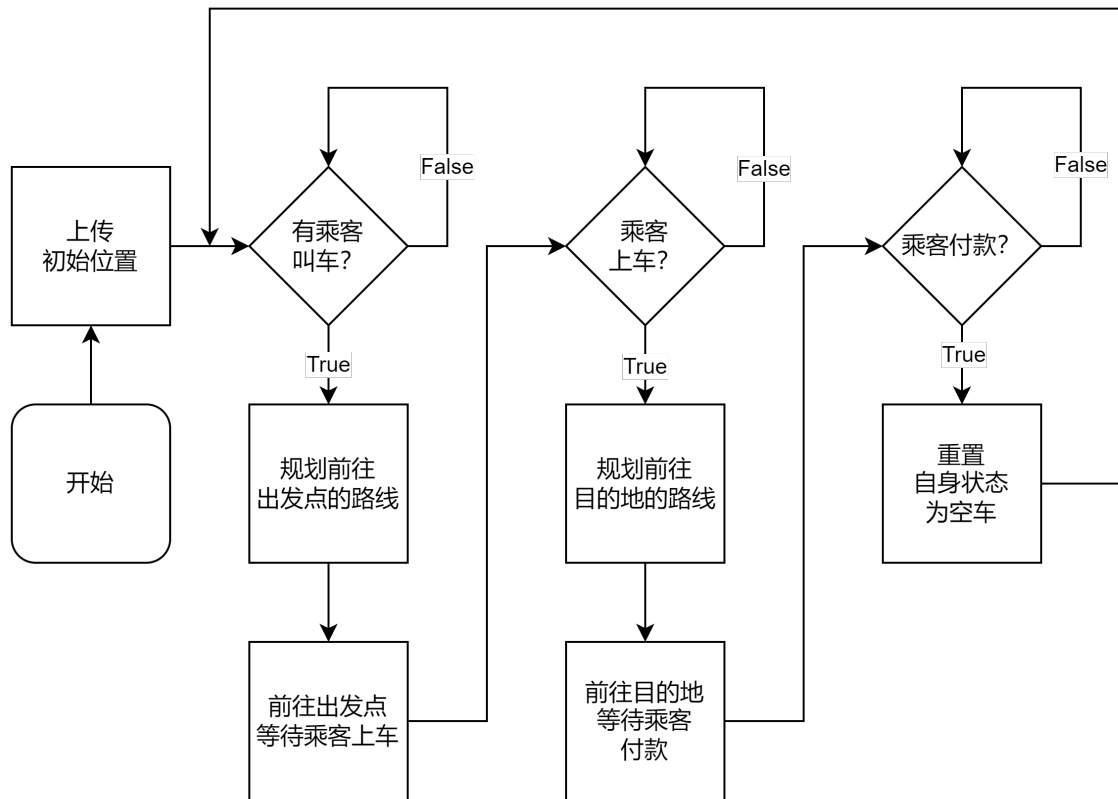 上传
初始位置
开始
有乘客
叫车?
False
True
规划前往
出发点的路线
前往出发点
等待乘客上车
乘客
上车?
False
True
规划前往
目的地的路线
前往目的地
等待乘客
付款
乘客付款?
False
True
重置
自身状态
为空车